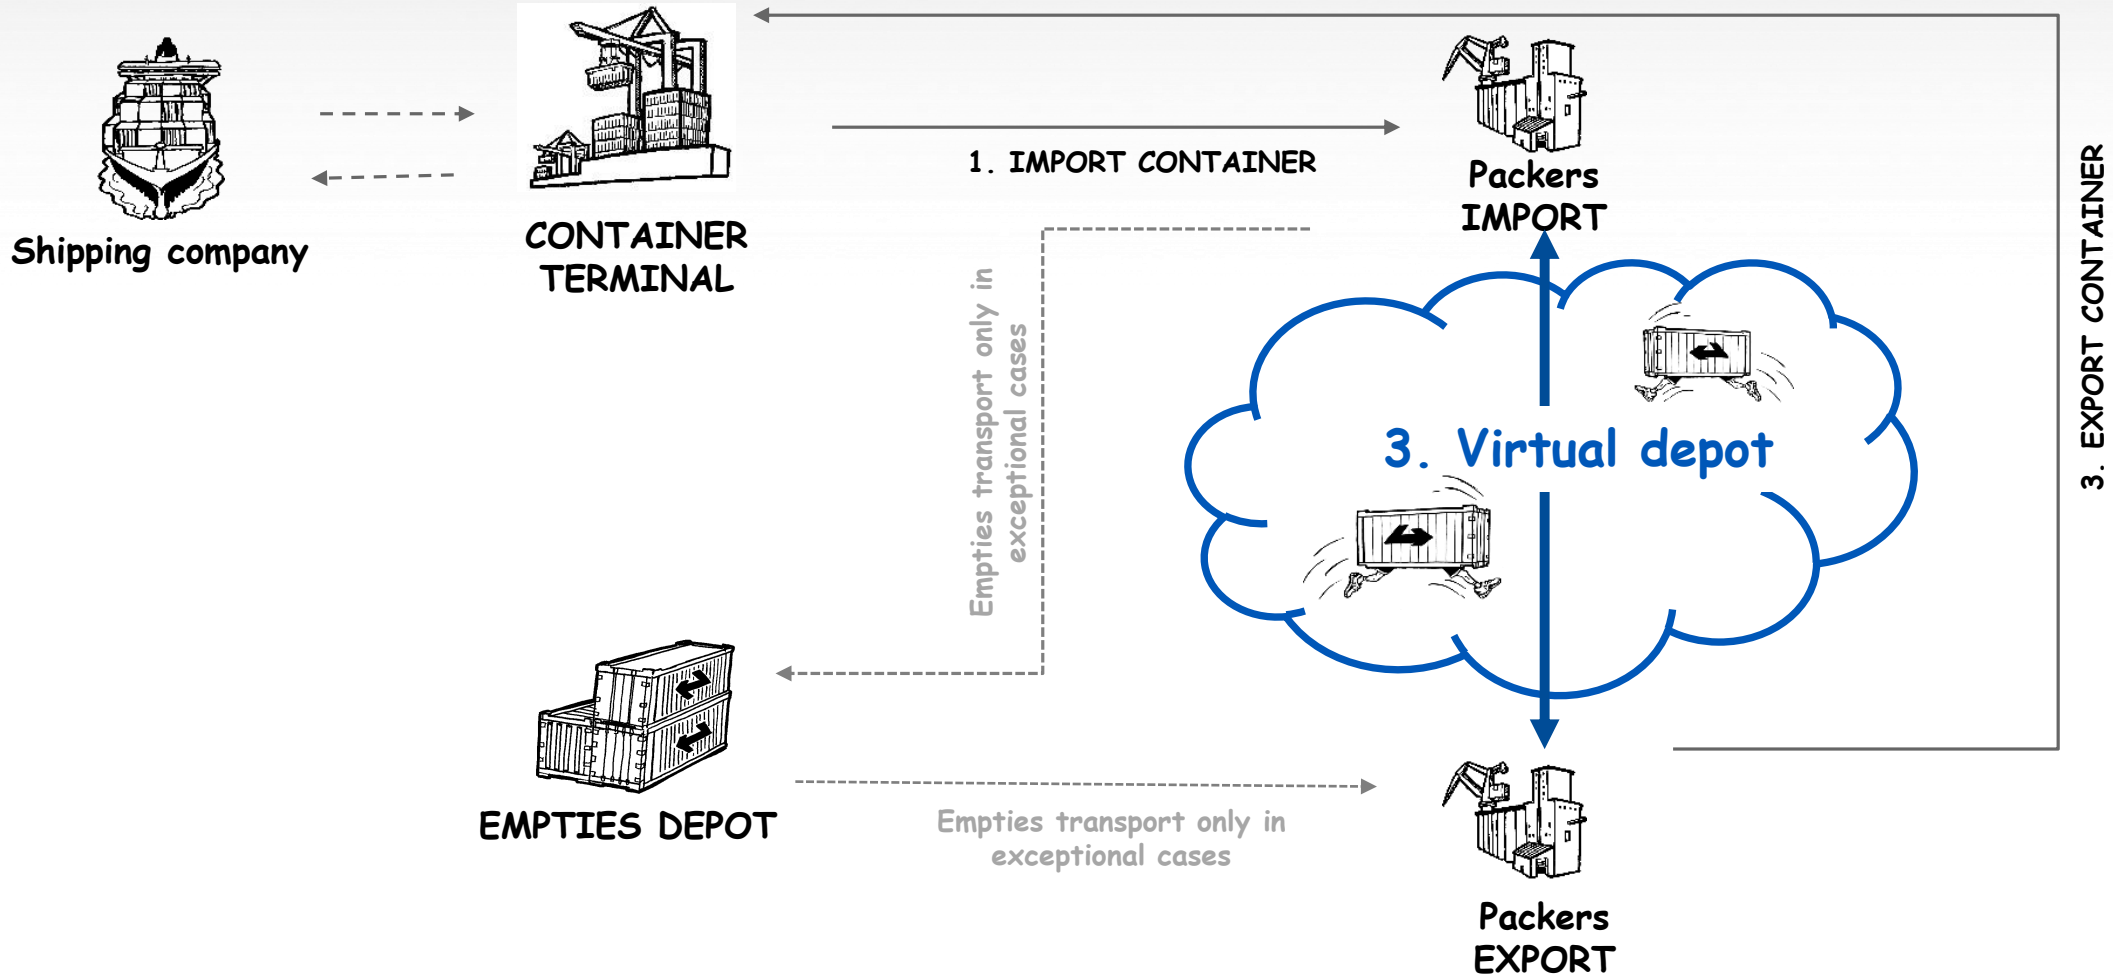 Shipping company
CONTAINER
TERMINAL
1. IMPORT CONTAINER
Packers
IMPORT
3. EXPORT CONTAINER
Empties transport only in
exceptional cases
3. Virtual depot
EMPTIES DEPOT
Empties transport only in
exceptional cases
Packers
EXPORT